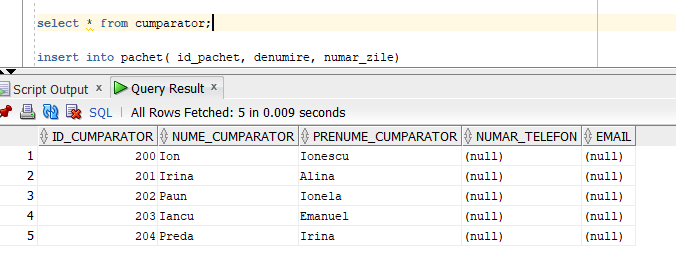 select * from cumparator;
insert into pachet( id_pachet, denumire, numar_zile)
Script Output x Query Result x
SQL | All Rows Fetched: 5 in 0.009 seconds
ID_CUMPARATOR NUME_CUMPARATOR PRENUME_CUMPARATOR NUMAR_TELEFON EMAIL
1 200 Ion Ionescu (null) (null)
2 201 Irina Alina (null) (null)
3 202 Paun Ionela (null) (null)
4 203 Iancu Emanuel (null) (null)
5 204 Preda Irina (null) (null)